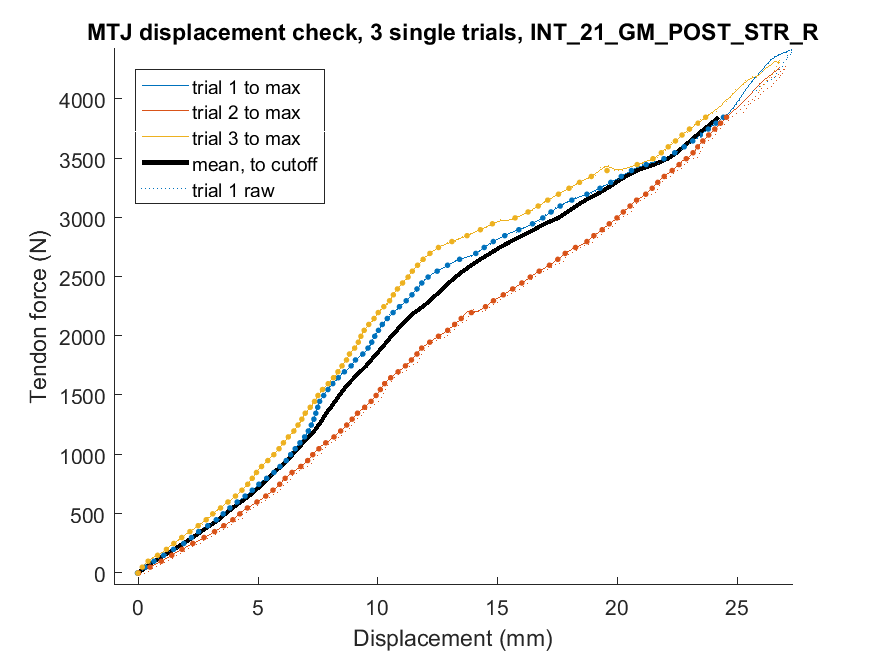 MTJ displacement check, 3 single trials, INT_21_GM_POST_STR_R
trial 1 to max
trial 2 to max
trial 3 to max
mean, to cutoff
trial 1 raw
4000
3500
3000
2500
2000
1500
1000
500
0
Tendon force (N)
0 5 10 15 20 25
Displacement (mm)